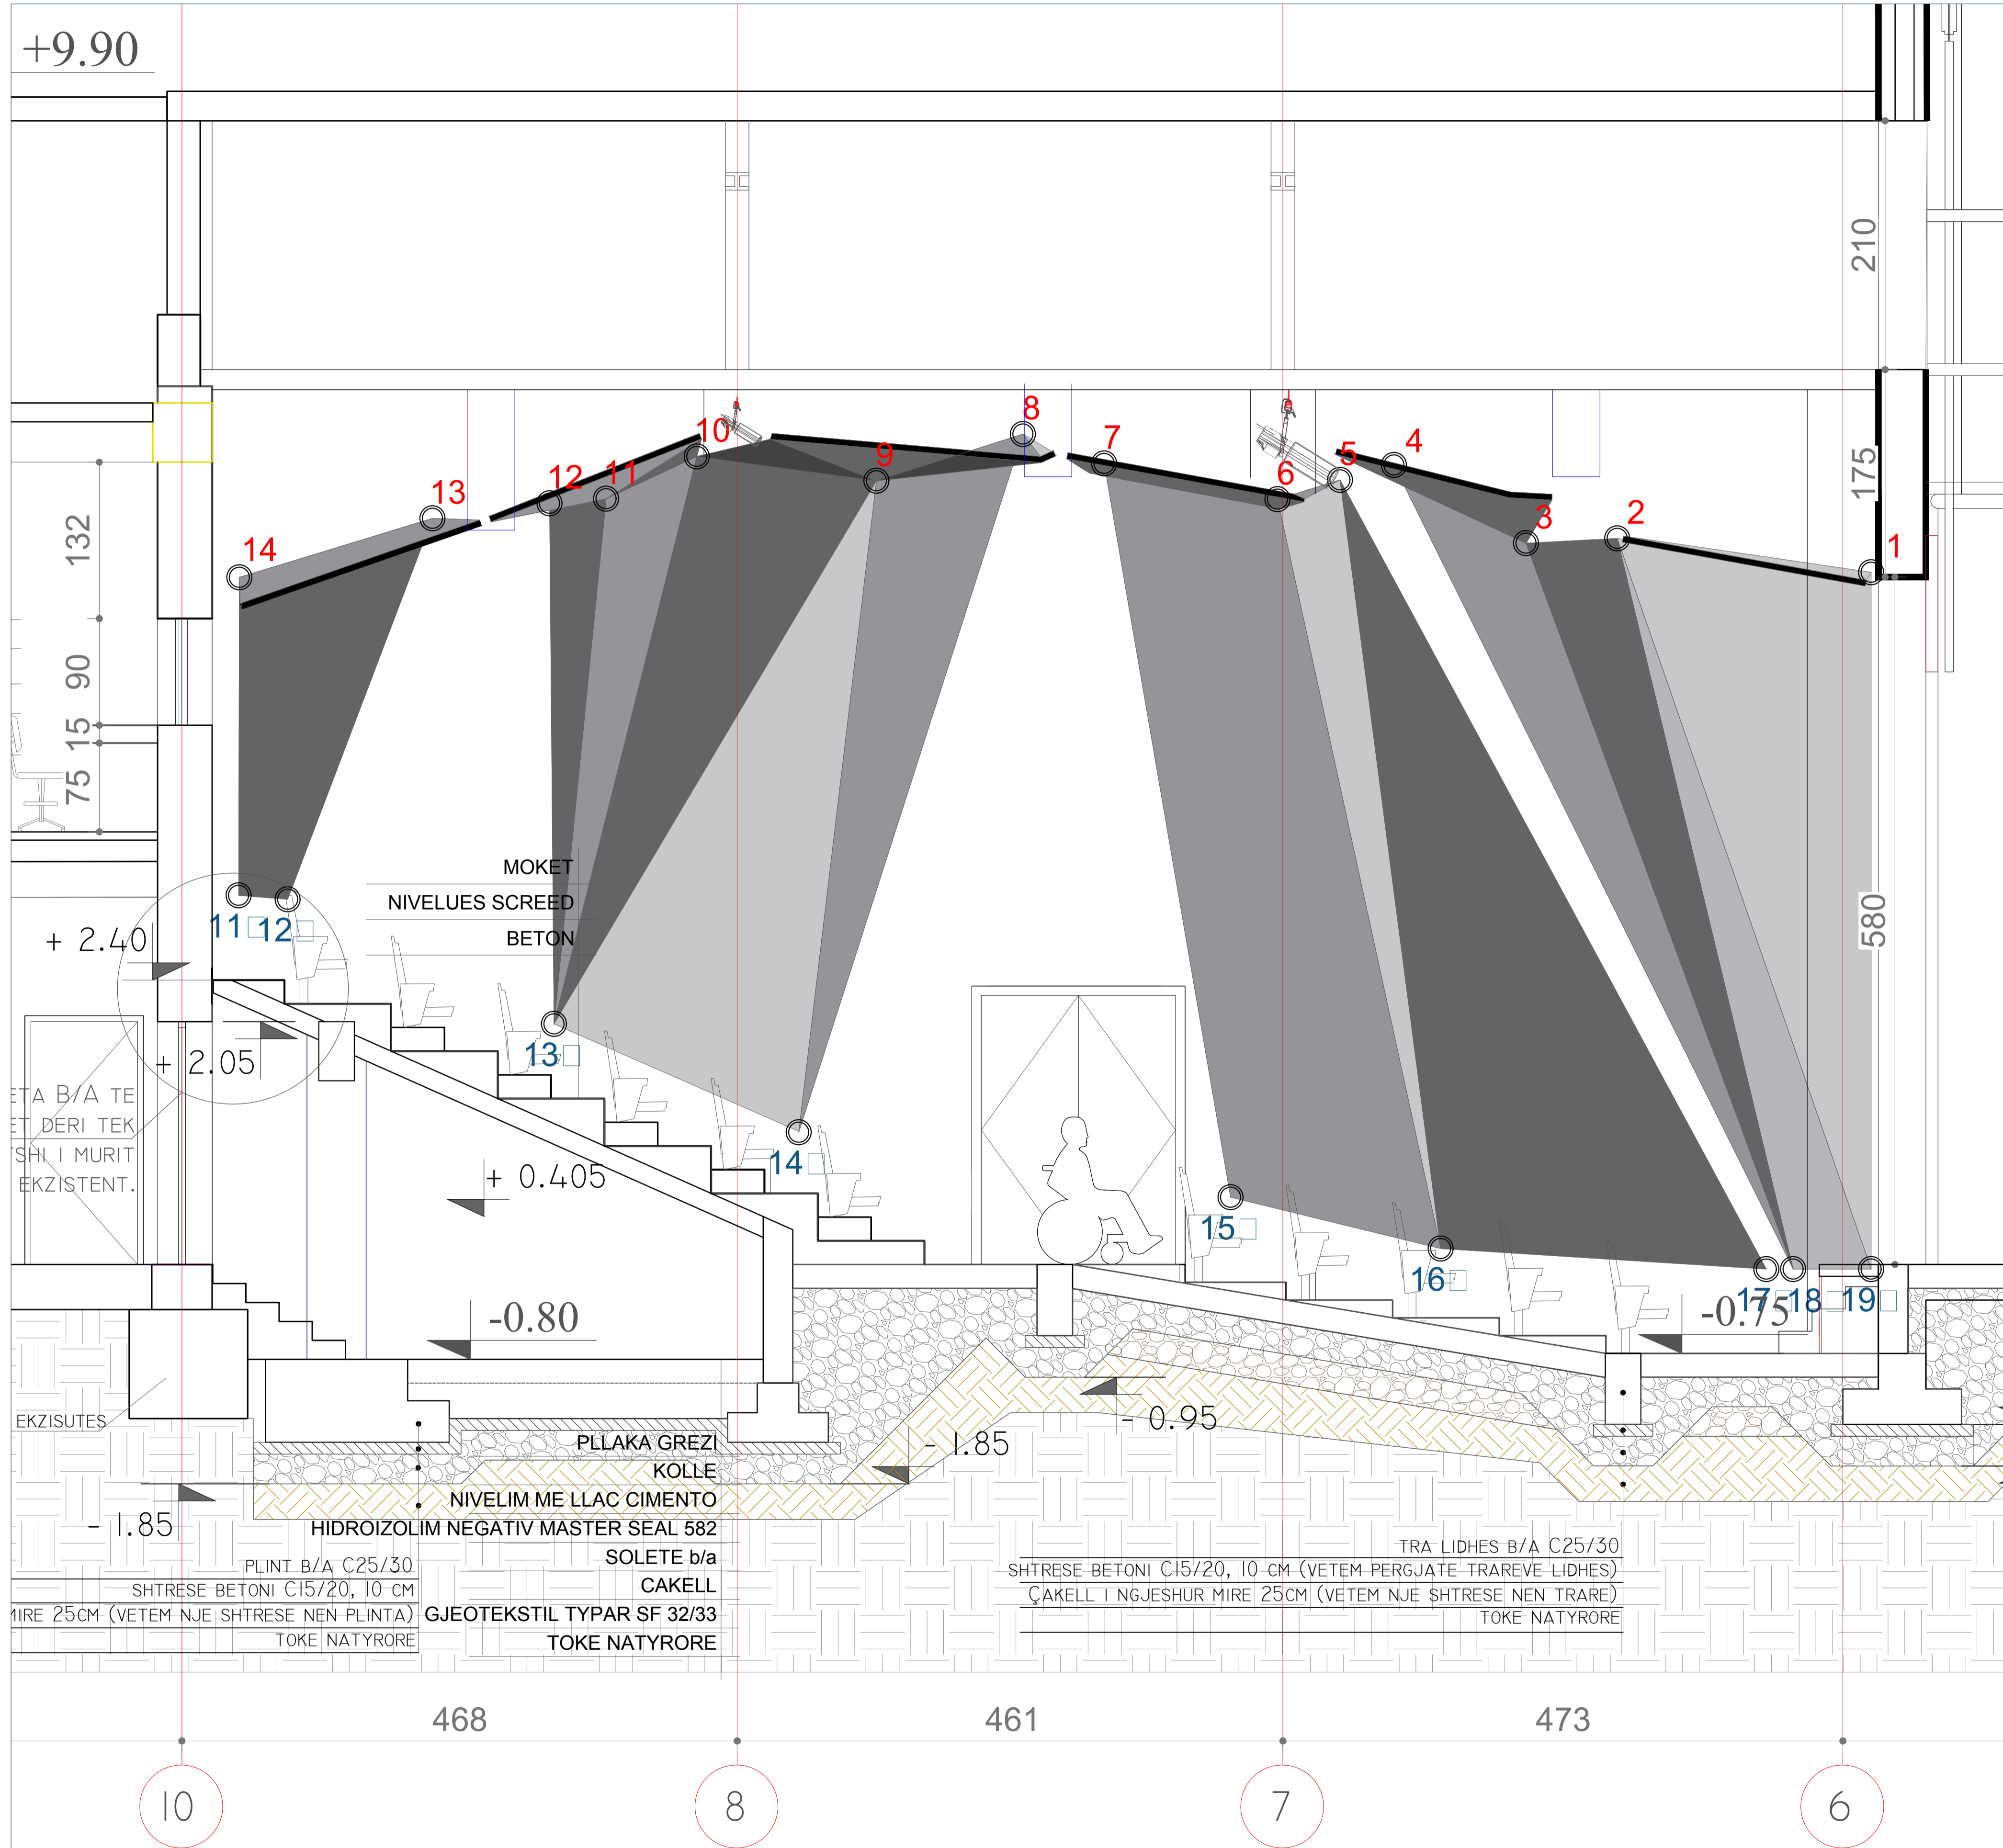 +9.90
210
175
132
90
15
75
580
14
13
12
11
10
9
8
7
6
5
4
3
2
1
MOKET
NIVELUES SCREED
BETON
11
12
13
14
15
16
17
18
19
+ 2.40
+ 2.05
ETA B/A TE
ET DERI TEK
I MURIT
EKZISTENT.
+ 0.405
-0.80
-0.75
- 0.95
- 1.85
- 1.85
EKZISUTES
PLLAKA GREZI
KOLLE
NIVELIM ME LLAC CIMENTO
HIDROIZOLIM NEGATIV MASTER SEAL 582
SOLETE b/a
CAKELL
GJEOTEKSTIL TYPAR SF 32/33
TOKE NATYRORE
PLINT B/A C25/30
SHTRESE BETONI C15/20, 10 CM
MIRE 25CM (VETEM NJE SHTRESE NEN PLINTA)
TOKE NATYRORE
TRA LIDHES B/A C25/30
SHTRESE BETONI C15/20, 10 CM (VETEM PERGJATE TRAREVE LIDHES)
ÇAKELL I NGJESHUR MIRE 25CM (VETEM NJE SHTRESE NEN TRARE)
TOKE NATYRORE
468
461
473
10
8
7
6